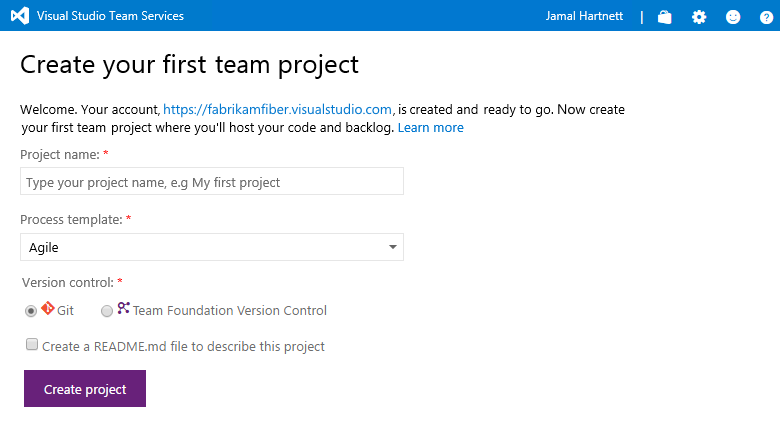 Visual Studio Team Services
Jamal Hartnett | ?
Create your first team project
Welcome. Your account, https://fabrikamfiber.visualstudio.com, is created and ready to go. Now create
your first team project where you'll host your code and backlog. Learn more
Project name: *
Type your project name, e.g My first project
Process template: *
Agile
Version control: *
Git Team Foundation Version Control
Create a README.md file to describe this project
Create project